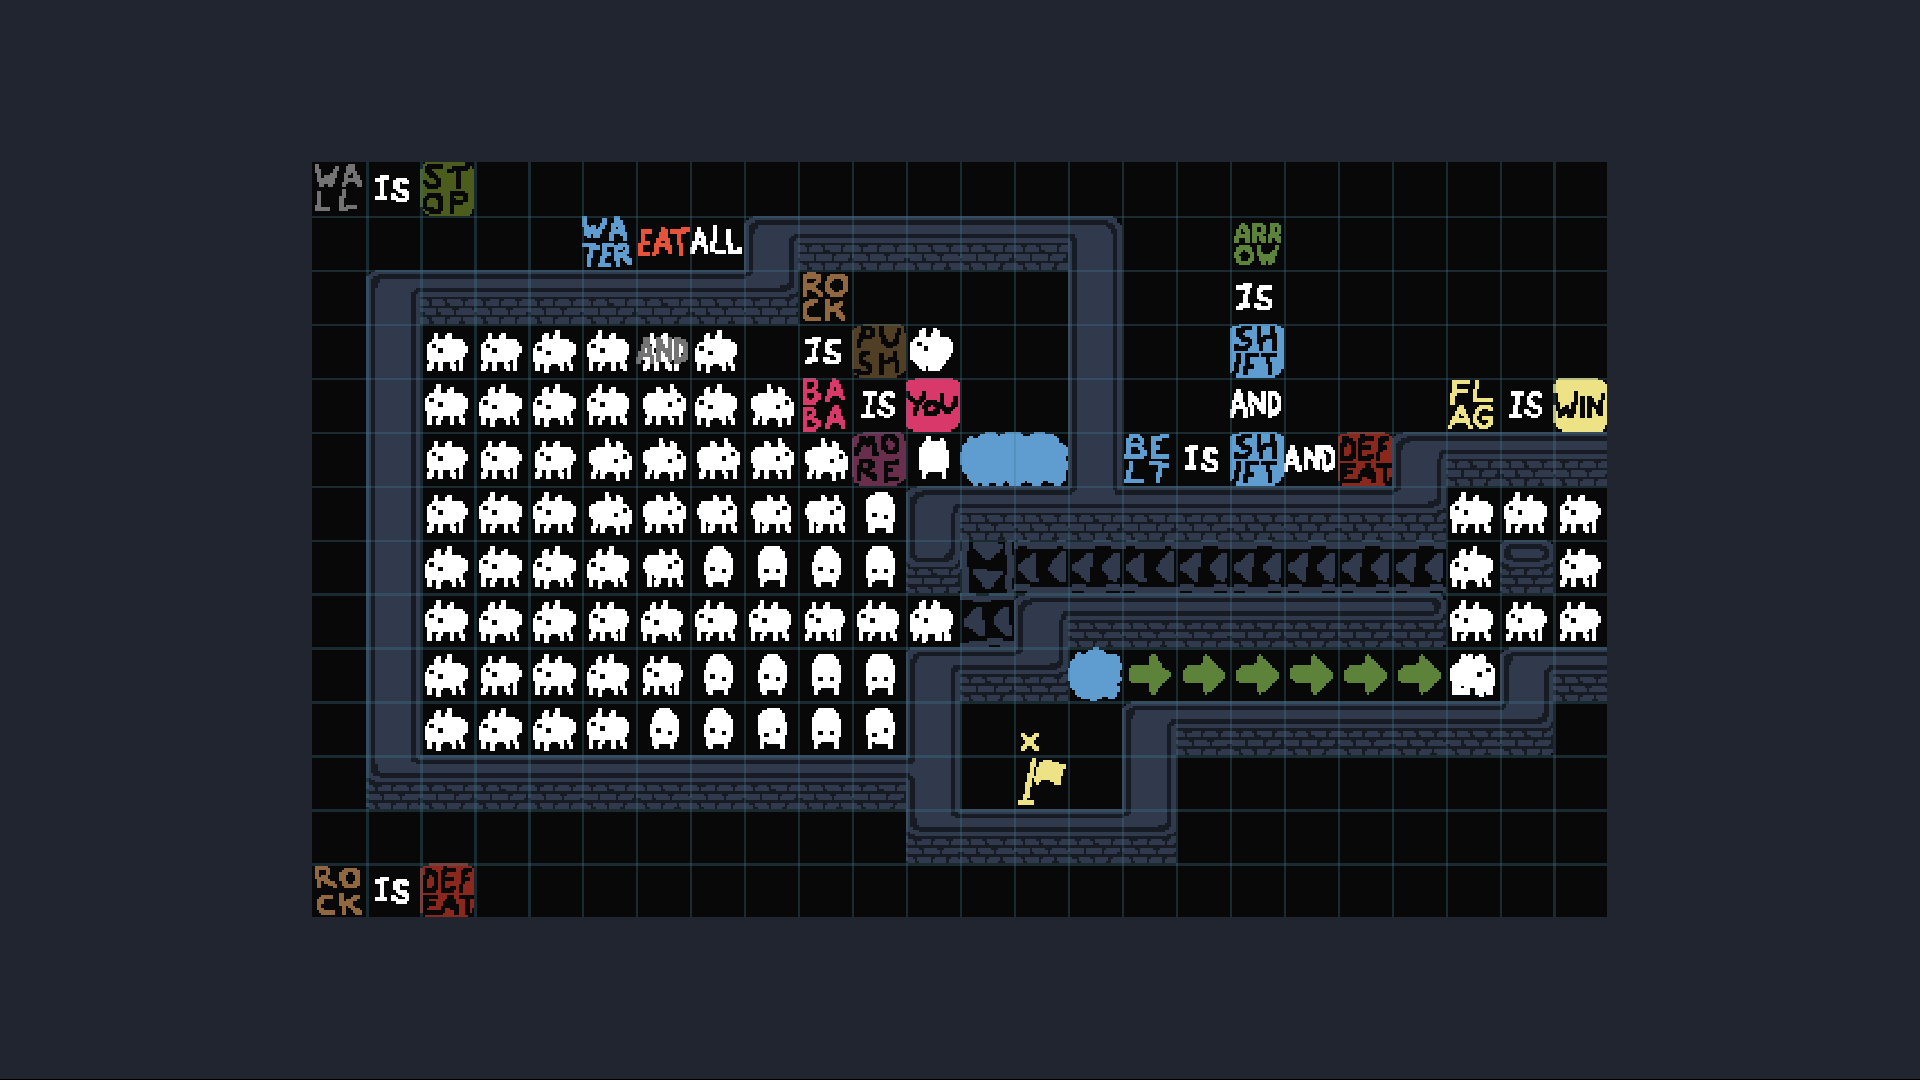 WALL IS STOP
WATER EAT ALL
ARROW
ROCK
IS
AND
IS PUSH
SHIFT
BABA IS YOU
AND
FLAG IS WIN
MORE
BELT IS SHIFT AND DEFEAT
ROCK IS DEFEAT